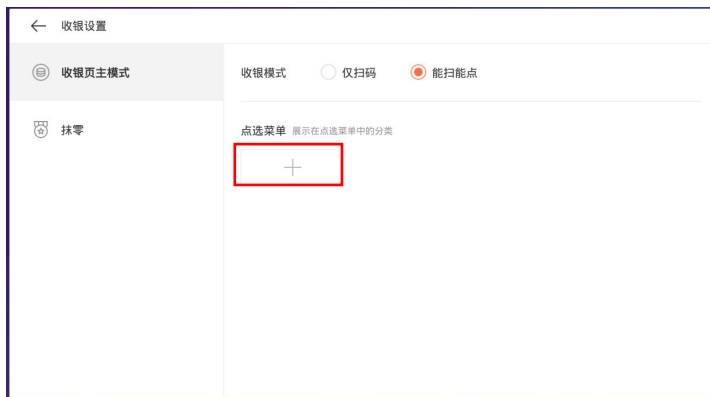 收银设置
收银页主模式
收银模式 仅扫码 能扫能点
抹零
点选菜单 展示在点选菜单中的分类